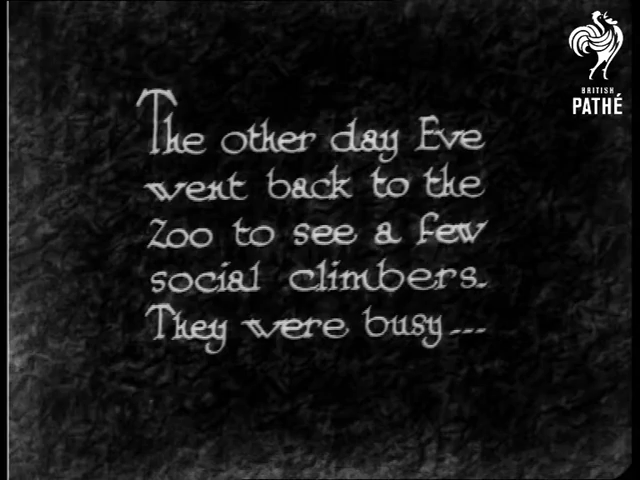 BRITISH
PATHÉ
The other day Eve
went back to the
Zoo to see a few
social climbers.
They were busy---